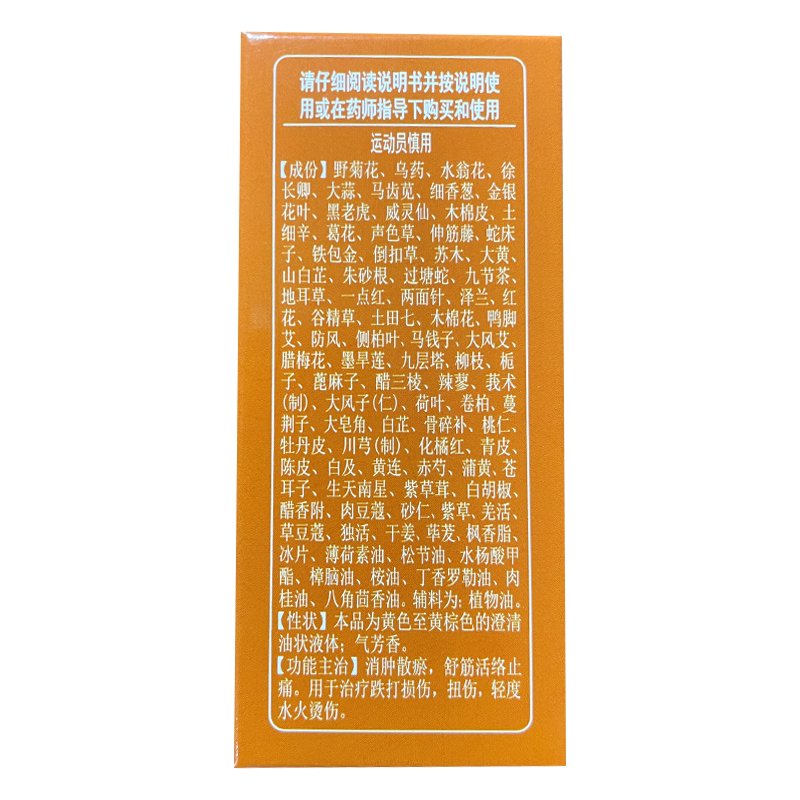 请仔细阅读说明书并按说明使
用或在药师指导下购买和使用
运动员慎用
【成份】野菊花、乌药、水翁花、徐
长卿、大蒜、马齿苋、细香葱、金银
花叶、黑老虎、威灵仙、木棉皮、土
细辛、葛花、声色草、伸筋藤、蛇床
子、铁包金、倒扣草、苏木、大黄、
山白芷、朱砂根、过塘蛇、九节茶、
地耳草、一点红、两面针、泽兰、红
花、谷精草、土田七、木棉花、鸭脚
艾、防风、侧柏叶、马钱子、大风艾、
腊梅花、墨旱莲、九层塔、柳枝、栀
子、蓖麻子、醋三棱、辣蓼、莪术
(制)、大风子(仁)、荷叶、卷柏、蔓
荆子、大皂角、白芷、骨碎补、桃仁、
牡丹皮、川芎(制)、化橘红、青皮、
陈皮、白及、黄连、赤芍、蒲黄、苍
耳子、生天南星、紫草茸、白胡椒、
醋香附、肉豆蔻、砂仁、紫草、羌活、
草豆蔻、独活、干姜、荜茇、枫香脂、
冰片、薄荷素油、松节油、水杨酸甲
酯、樟脑油、桉油、丁香罗勒油、肉
桂油、八角茴香油。辅料为:植物油。
【性状】本品为黄色至黄棕色的澄清
油状液体；气芳香。
【功能主治】消肿散瘀，舒筋活络止
痛。用于治疗跌打损伤，扭伤，轻度
水火烫伤。